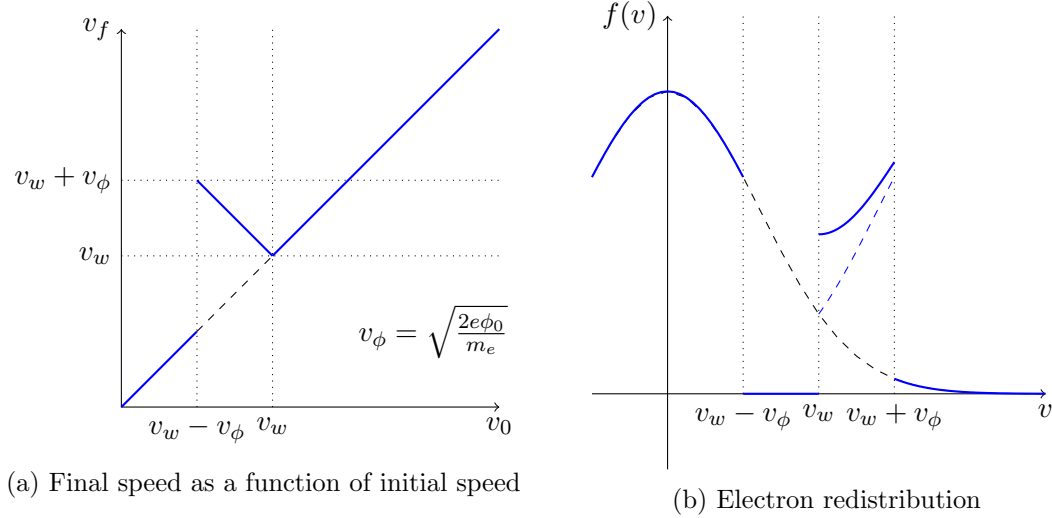 v_f
v_w + v_ϕ
v_w
v_ϕ = √(2eϕ_0/m_e)
v_w − v_ϕ v_w v_0
(a) Final speed as a function of initial speed
f(v)
v_w − v_ϕ v_w v_w + v_ϕ v
(b) Electron redistribution